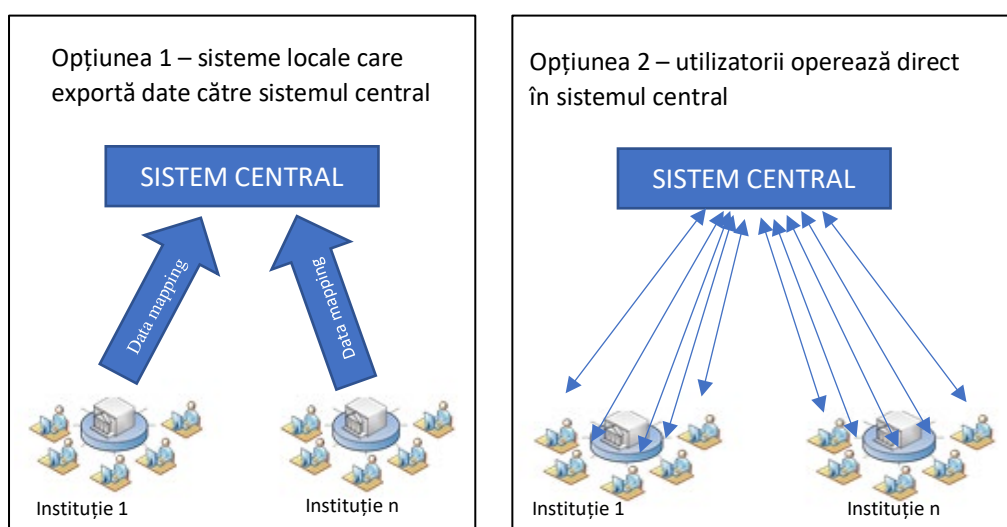 Opțiunea 1 – sisteme locale care
exportă date către sistemul central
SISTEM CENTRAL
Data mapping
Data mapping
Instituție 1
Instituție n
Opțiunea 2 – utilizatorii operează direct
în sistemul central
SISTEM CENTRAL
Instituție 1
Instituție n